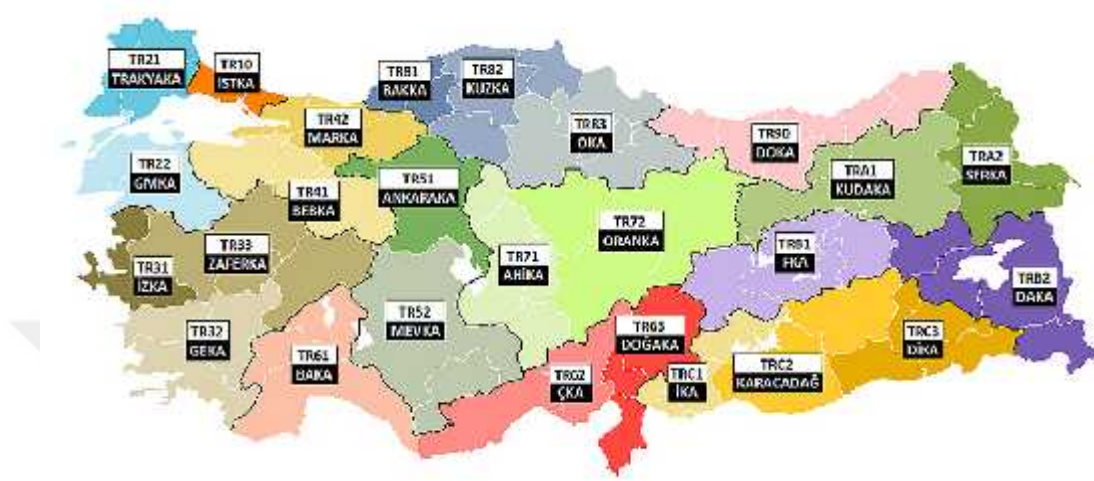 TR21
TRAKYAKA
TR10
İSTKA
TR81
BAKKA
TR82
KUZKA
TR42
MARKA
TR83
OKA
TR90
DOKA
TR22
GMKA
TR51
ANKARAKA
TRA1
KUDAKA
TRA2
SERKA
TR41
BEBKA
TR33
ZAFERKA
TR72
ORANKA
TR71
AHİKA
TRB1
FKA
TR31
İZKA
TRB2
DAKA
TR52
MEVKA
TR32
GEKA
TR63
DOĞAKA
TRC3
DİKA
TR61
BAKA
TR62
ÇKA
TRC1
İKA
TRC2
KARACADAĞ